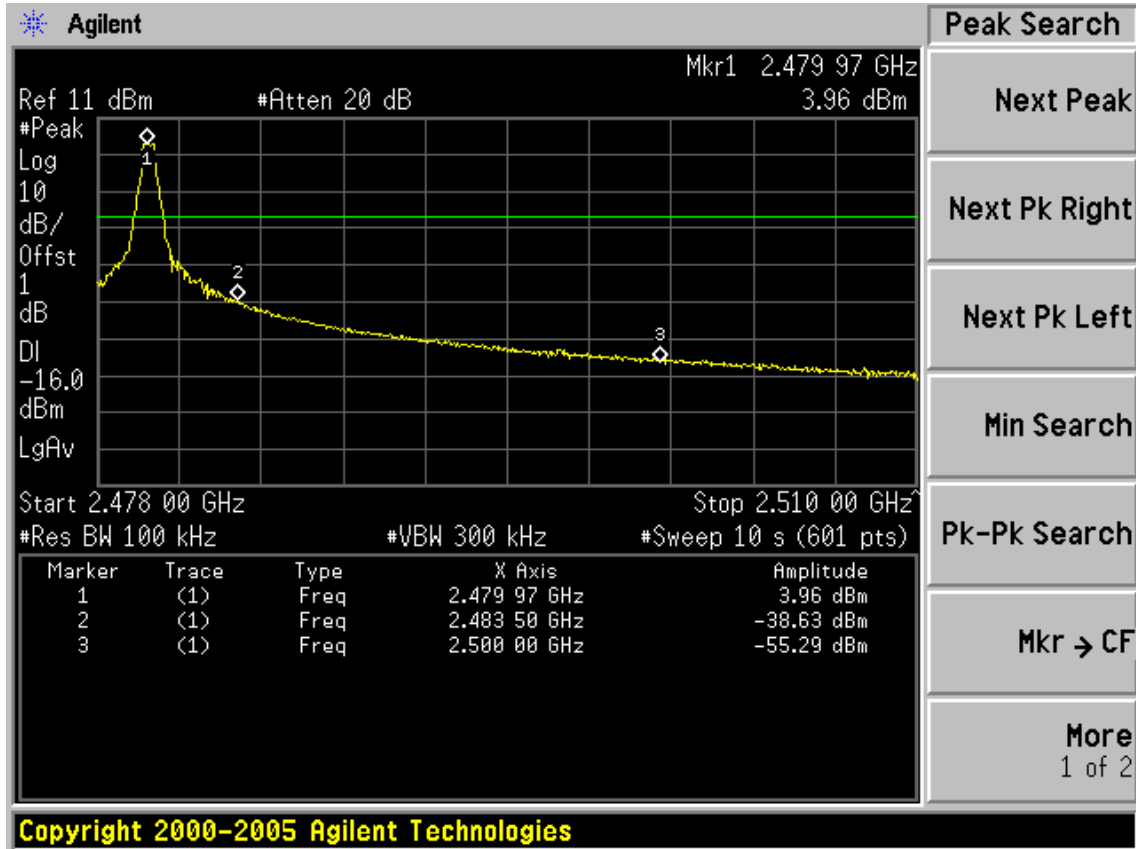 Agilent
Peak Search
Mkr1 2.479 97 GHz
Ref 11 dBm #Atten 20 dB 3.96 dBm
#Peak
Log
10
dB/
Offst
1
dB
DI
-16.0
dBm
LgAv
1
2
3
Start 2.478 00 GHz Stop 2.510 00 GHz^
#Res BW 100 kHz #VBW 300 kHz #Sweep 10 s (601 pts)
Marker Trace Type X Axis Amplitude
1 (1) Freq 2.479 97 GHz 3.96 dBm
2 (1) Freq 2.483 50 GHz -38.63 dBm
3 (1) Freq 2.500 00 GHz -55.29 dBm
Next Peak
Next Pk Right
Next Pk Left
Min Search
Pk-Pk Search
Mkr → CF
More
1 of 2
Copyright 2000-2005 Agilent Technologies